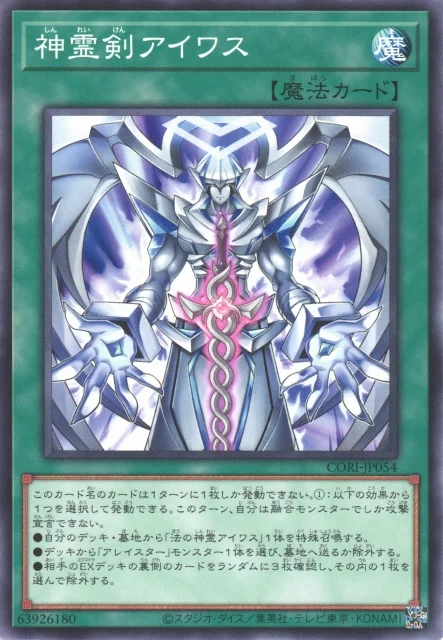 神霊剣アイワス
魔
【魔法カード】
CORI-JP054
このカード名のカードは１ターンに１枚しか発動できない。①：以下の効果から
１つを選択して発動できる。このターン、自分は融合モンスターでしか攻撃
宣言できない。
●自分のデッキ・墓地から「法の神霊アイワス」１体を特殊召喚する。
●デッキから「アレイスター」モンスター１体を選び、墓地へ送るか除外する。
●相手のEXデッキの裏側のカードをランダムに３枚確認し、その内の１枚を
選んで除外する。
63926180
©スタジオ・ダイス／集英社・テレビ東京・KONAMI